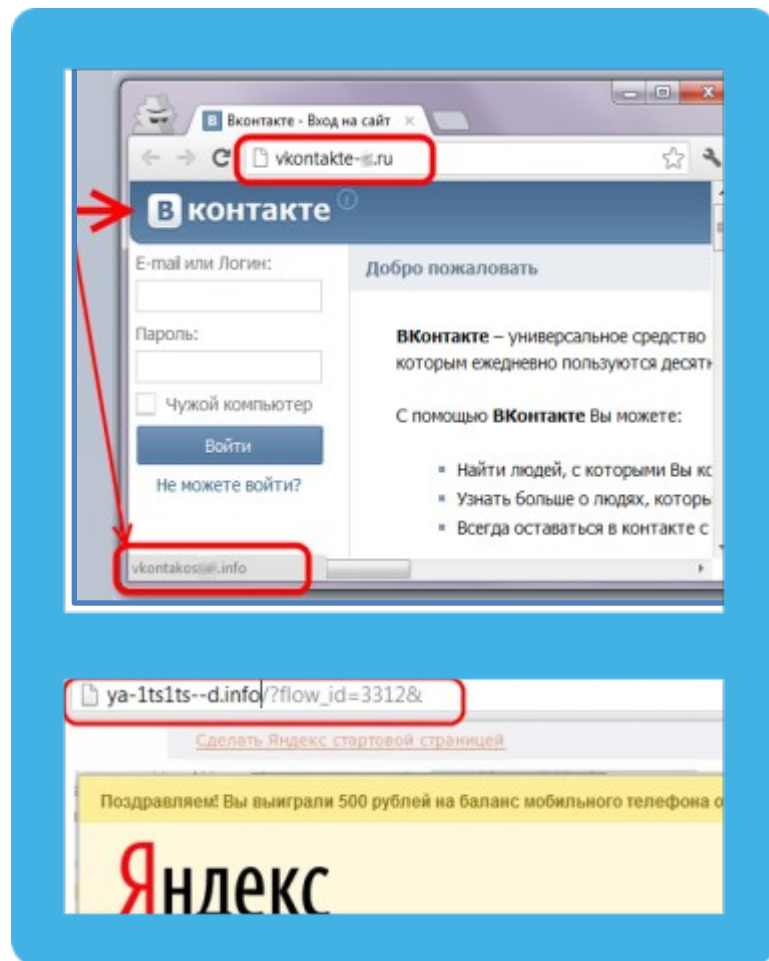 Вконтакте - Вход на сайт
vkontakte- .ru
В контакте
E-mail или Логин:
Пароль:
Чужой компьютер
Войти
Не можете войти?
Добро пожаловать
ВКонтакте – универсальное средство
которым ежедневно пользуются десятк
С помощью ВКонтакте Вы можете:
Найти людей, с которыми Вы ко
Узнать больше о людях, которы
Всегда оставаться в контакте с
vkontakos .info
ya-1ts1ts--d.info/?flow_id=3312&
Сделать Яндекс стартовой страницей
Поздравляем! Вы выиграли 500 рублей на баланс мобильного телефона о
Яндекс